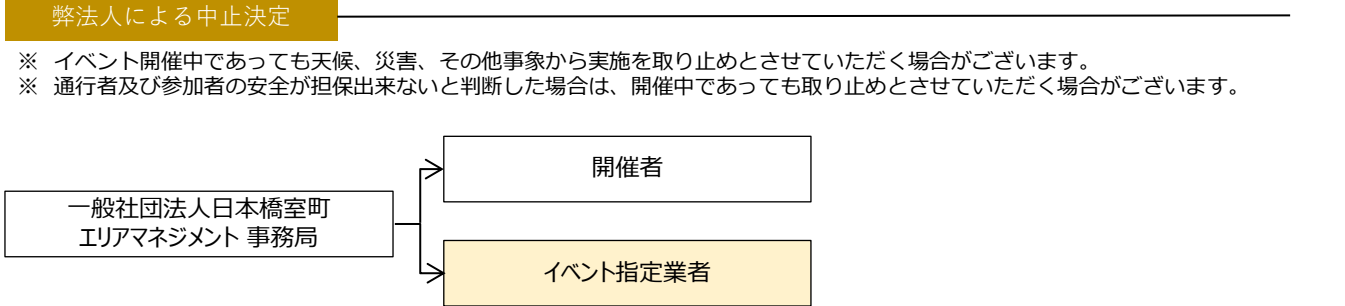 弊法人による中止決定
※ イベント開催中であっても天候、災害、その他事象から実施を取り止めとさせていただく場合がございます。
※ 通行者及び参加者の安全が担保出来ないと判断した場合は、開催中であっても取り止めとさせていただく場合がございます。
開催者
一般社団法人日本橋室町
エリアマネジメント 事務局
イベント指定業者